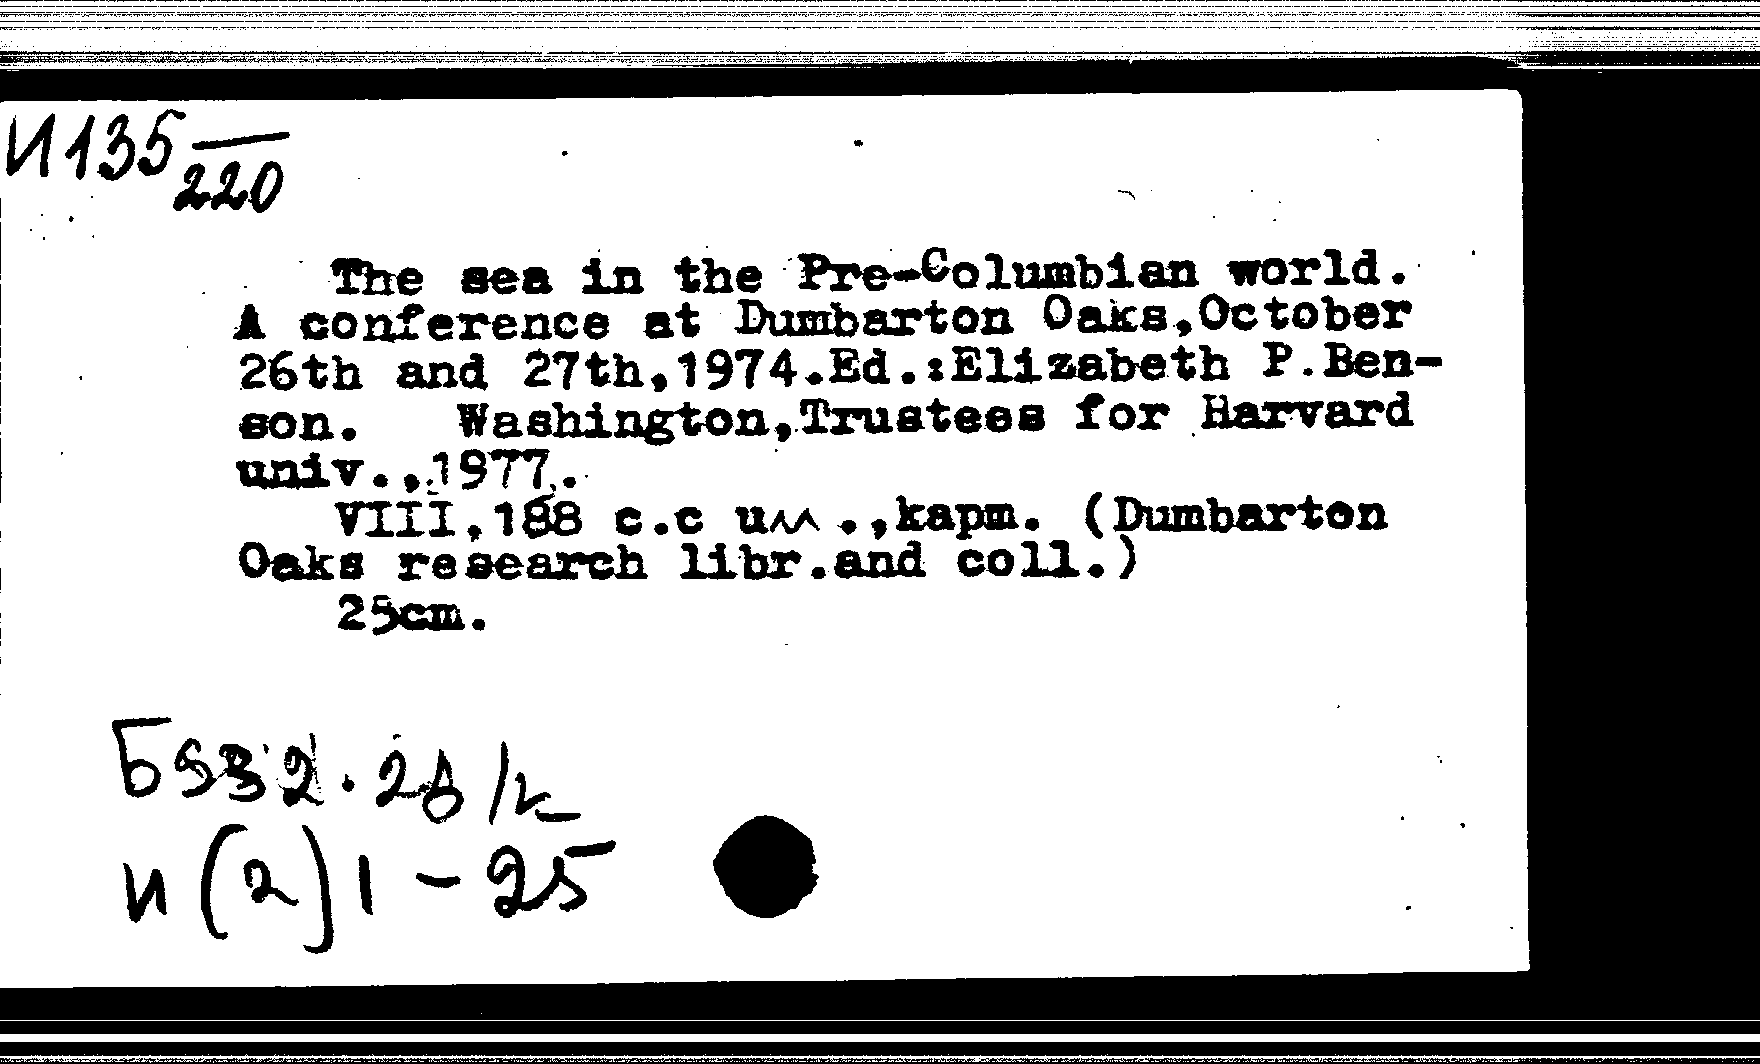 И135
220
The sea in the Pre-Columbian world.
A conference at Dumbarton Oaks,October
26th and 27th,1974.Ed.:Elizabeth P.Ben-
son. Washington,Trustees for Harvard
univ.,1977.
VIII,188 с.с ил.,карт. (Dumbarton
Oaks research libr.and coll.)
25cm.
Б532.28/к
и(2)1-25